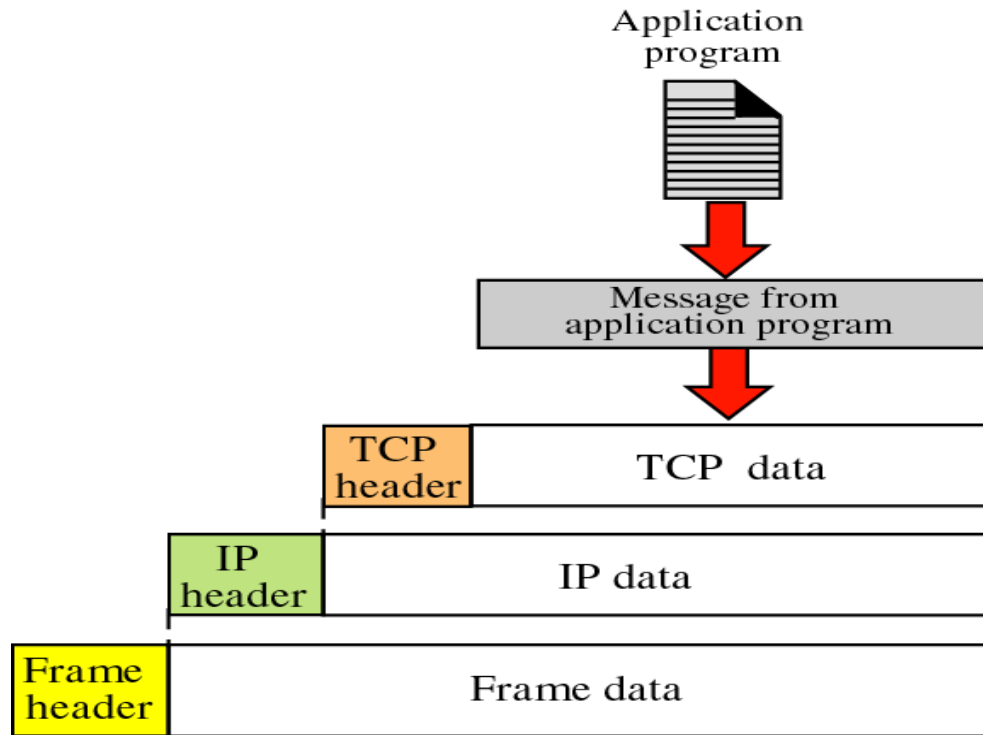 Application
program
Message from
application program
TCP
header
TCP data
IP
header
IP data
Frame
header
Frame data